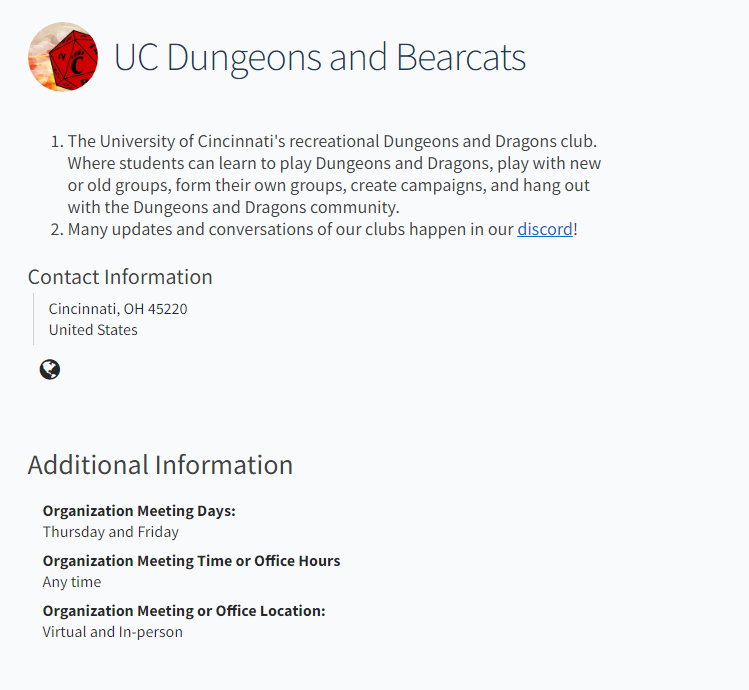 UC Dungeons and Bearcats
1. The University of Cincinnati's recreational Dungeons and Dragons club.
Where students can learn to play Dungeons and Dragons, play with new
or old groups, form their own groups, create campaigns, and hang out
with the Dungeons and Dragons community.
2. Many updates and conversations of our clubs happen in our discord!
Contact Information
Cincinnati, OH 45220
United States
Additional Information
Organization Meeting Days:
Thursday and Friday
Organization Meeting Time or Office Hours
Any time
Organization Meeting or Office Location:
Virtual and In-person